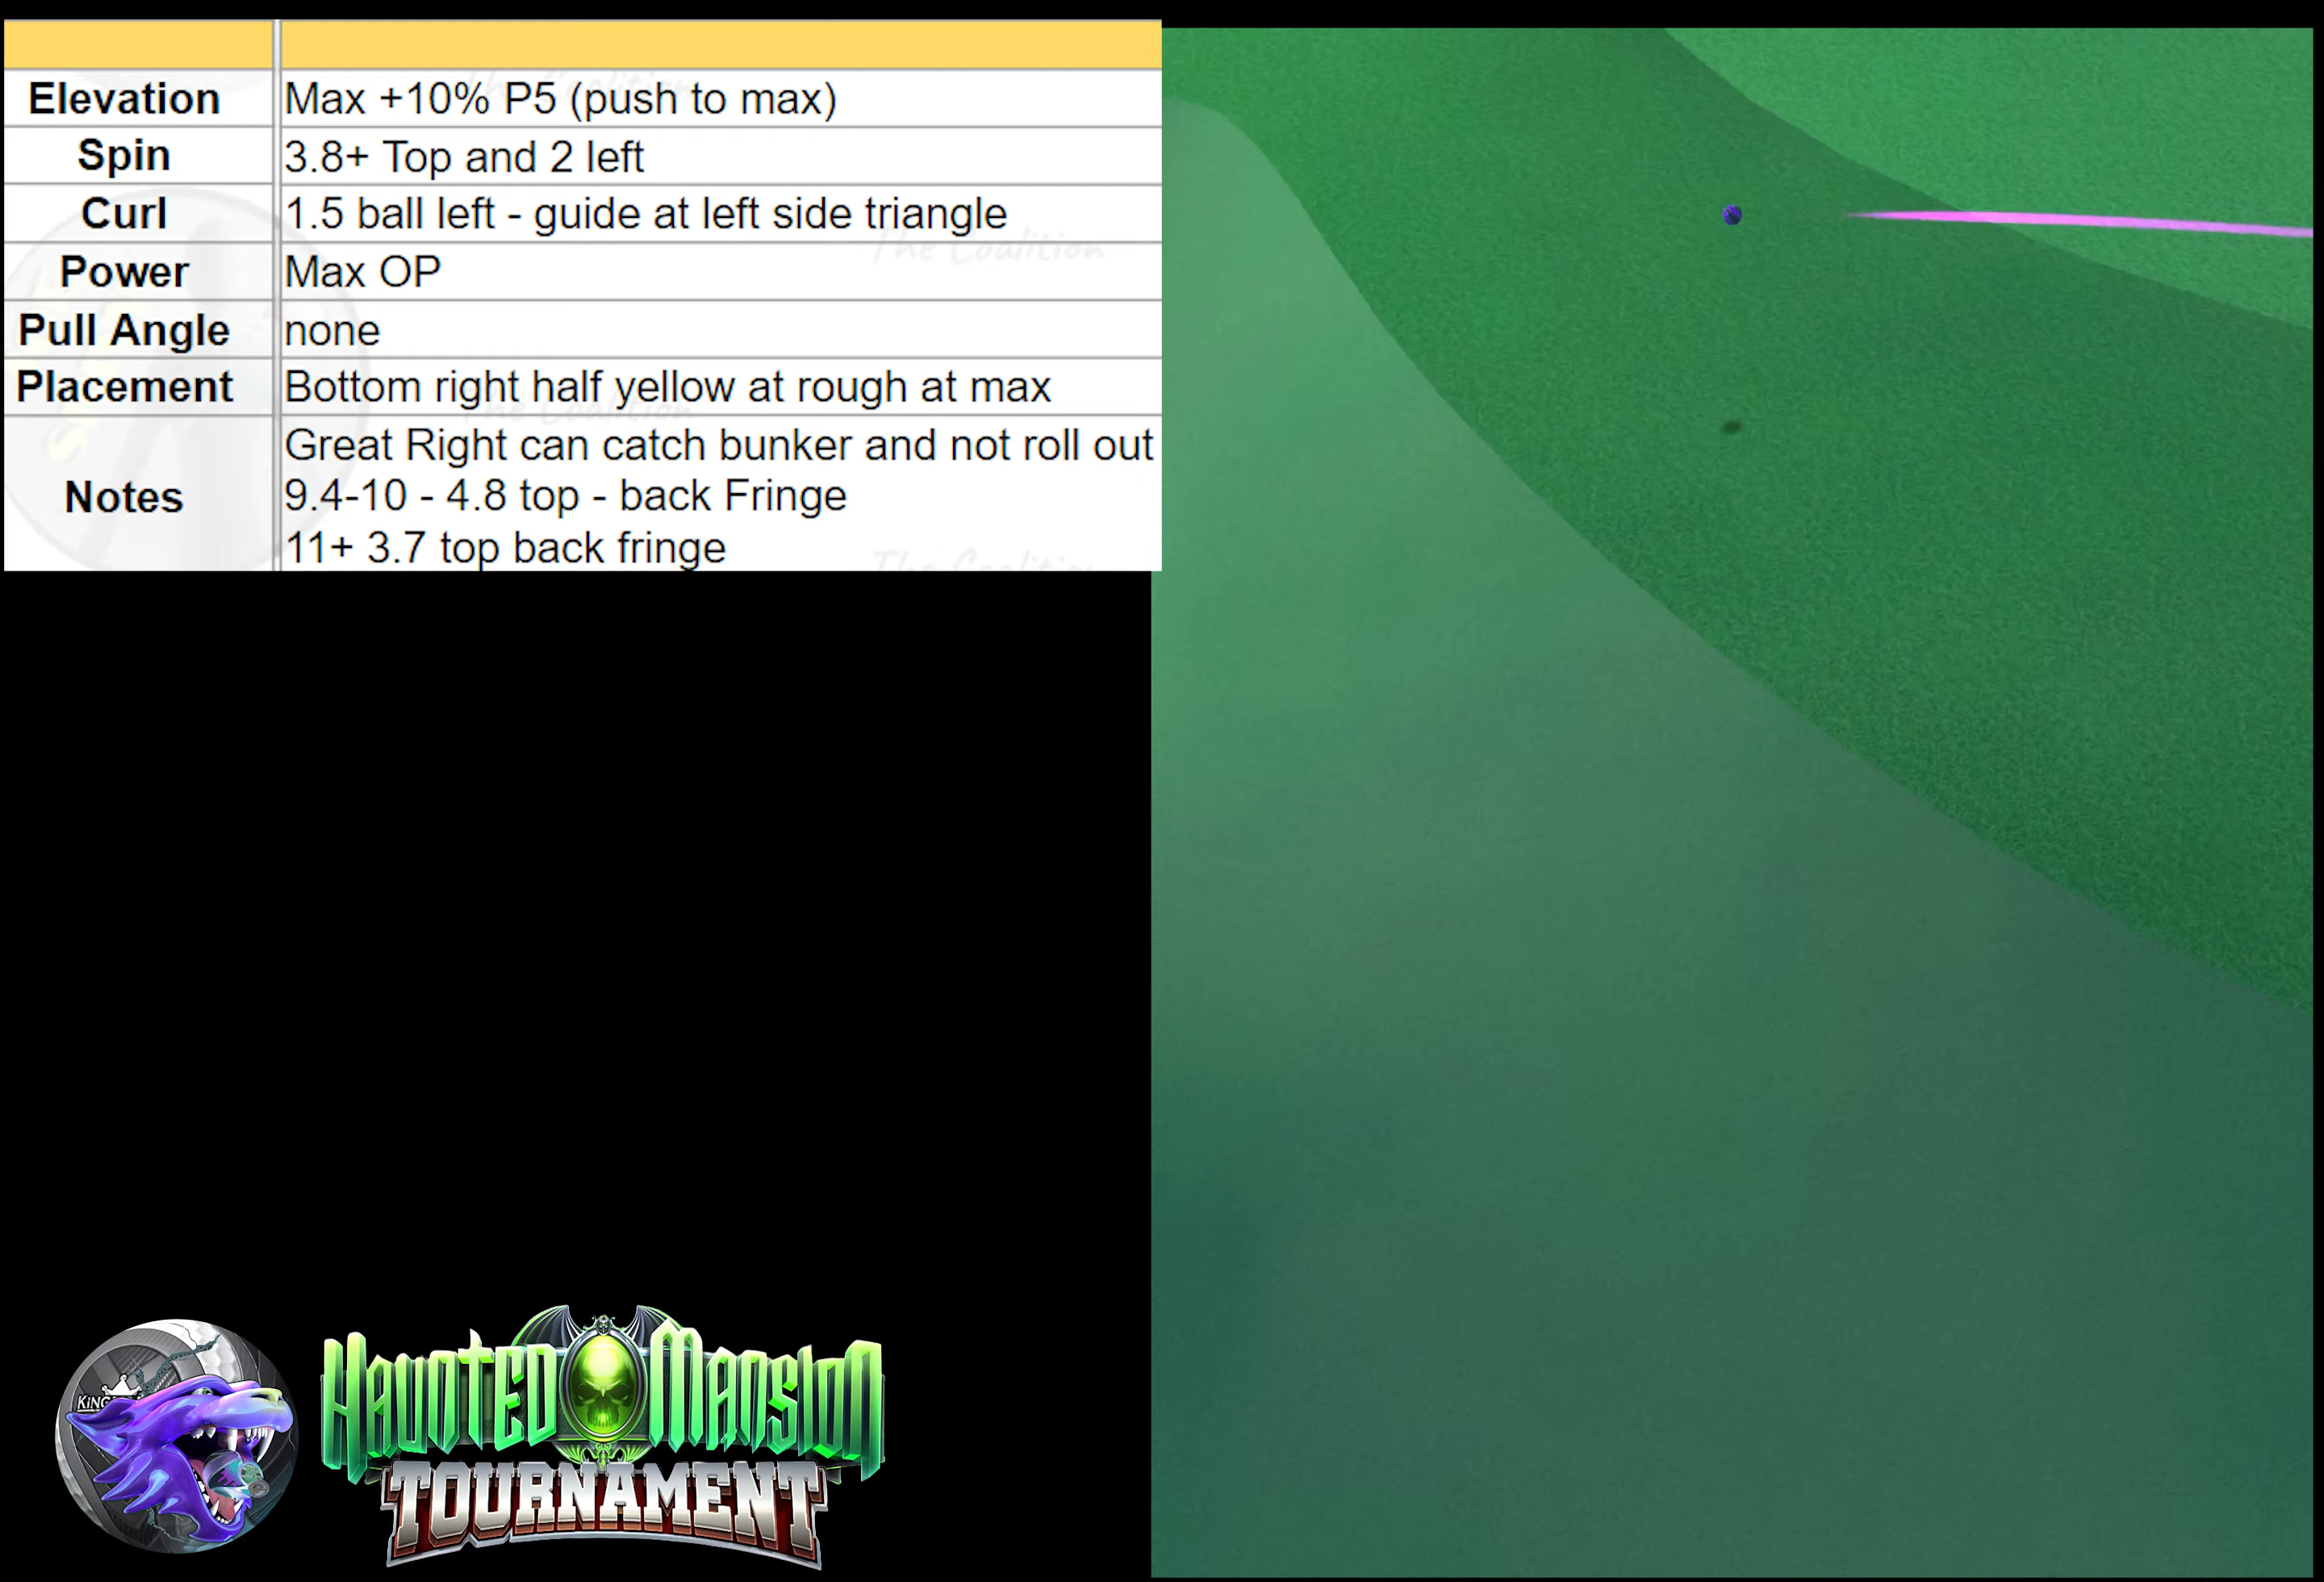 Elevation Max +10% P5 (push to max)
Spin 3.8+ Top and 2 left
Curl 1.5 ball left - guide at left side triangle
Power Max OP
The Coalition
Pull Angle none
Placement Bottom right half yellow at rough at max
Great Right can catch bunker and not roll out
Notes 9.4-10 - 4.8 top - back Fringe
11+ 3.7 top back fringe
HAUNTED MANSION
TOURNAMENT